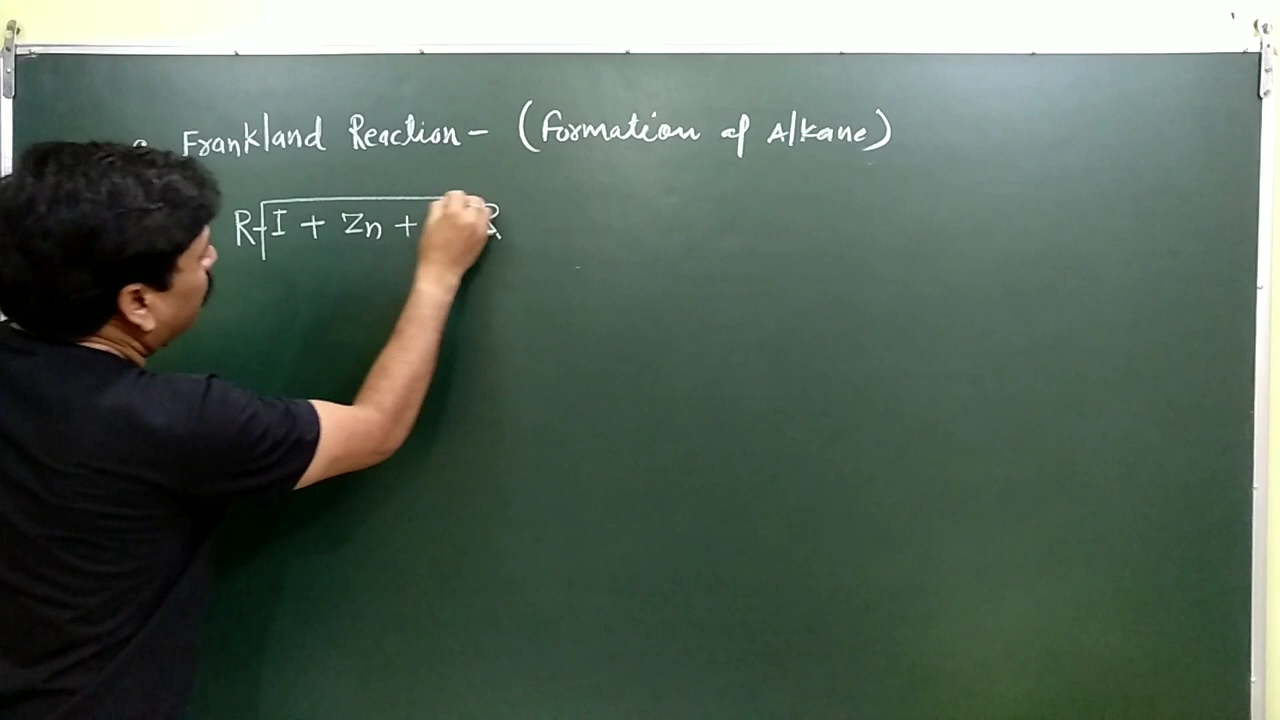 Frankland Reaction - (Formation of Alkane)
R-I + Zn + R